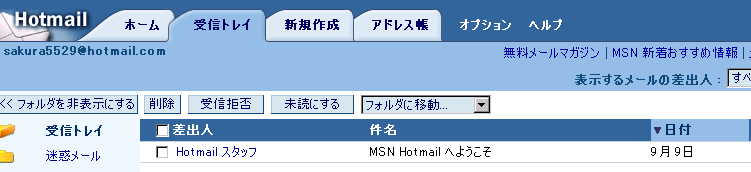 Hotmail ホーム 受信トレイ 新規作成 アドレス帳 オプション ヘルプ
sakura5529@hotmail.com
無料メールマガジン | MSN 新着おすすめ情報 |
表示するメールの差出人 : すべ
<< フォルダを非表示にする 削除 受信拒否 未読にする フォルダに移動...
受信トレイ 差出人 件名 ▼日付
迷惑メール Hotmail スタッフ MSN Hotmail へようこそ 9月9日